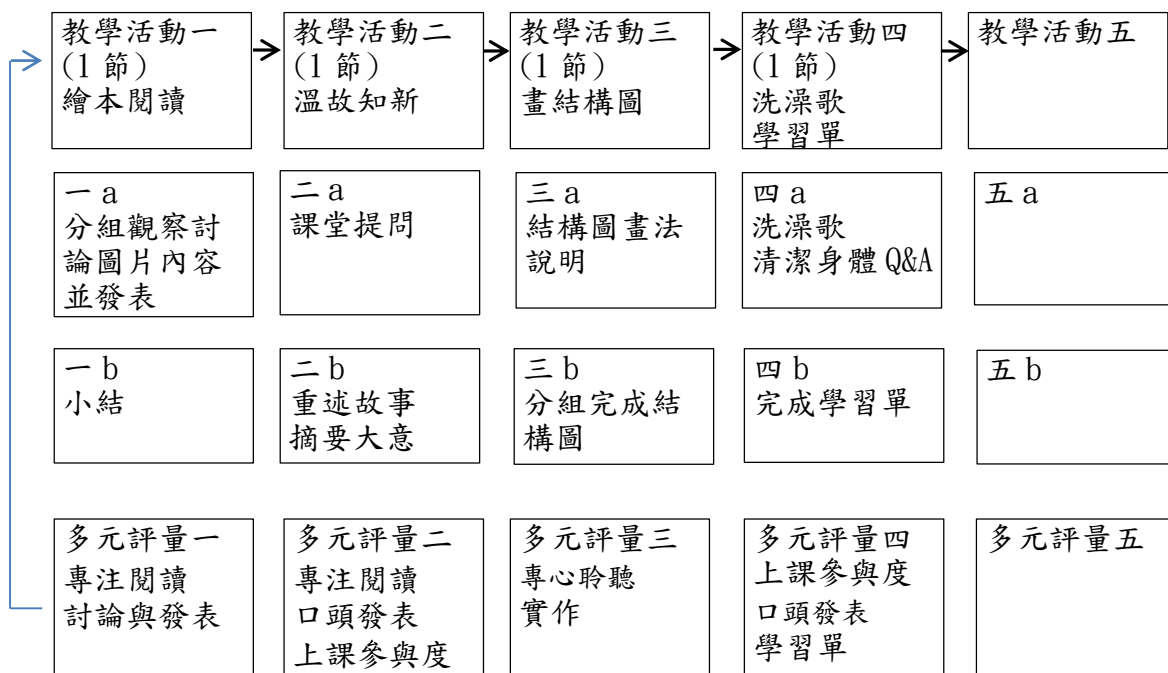 教學活動一
(1 節)
繪本閱讀
教學活動二
(1 節)
溫故知新
教學活動三
(1 節)
畫結構圖
教學活動四
(1 節)
洗澡歌
學習單
教學活動五
一 a
分組觀察討
論圖片內容
並發表
二 a
課堂提問
三 a
結構圖畫法
說明
四 a
洗澡歌
清潔身體 Q&A
五 a
一 b
小結
二 b
重述故事
摘要大意
三 b
分組完成結
構圖
四 b
完成學習單
五 b
多元評量一
專注閱讀
討論與發表
多元評量二
專注閱讀
口頭發表
上課參與度
多元評量三
專心聆聽
實作
多元評量四
上課參與度
口頭發表
學習單
多元評量五